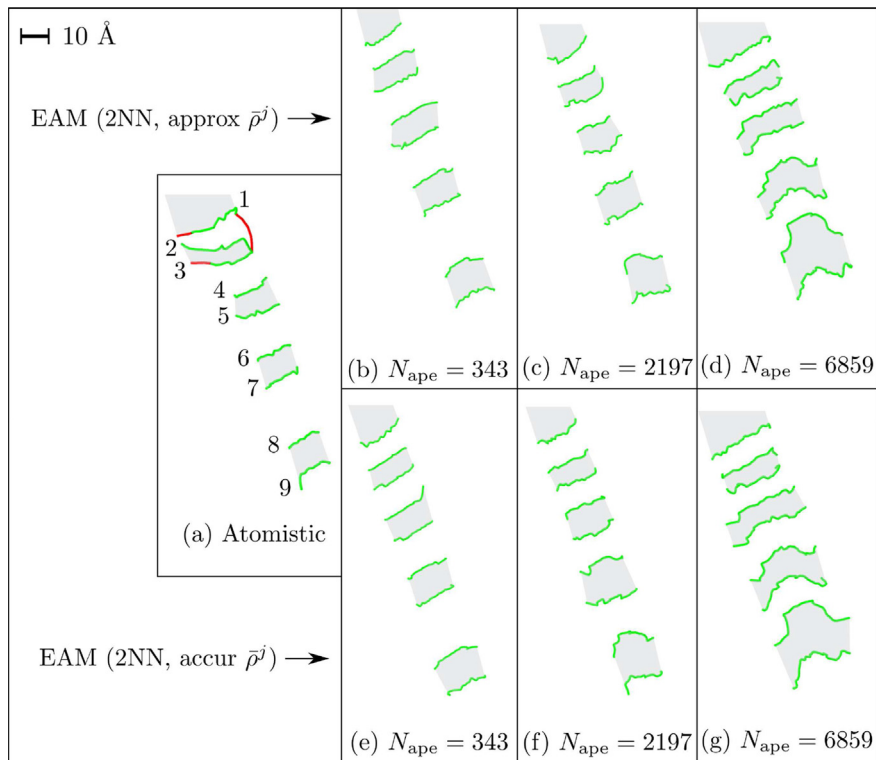 10 Å
EAM (2NN, approx ρ̄ʲ)
1
2
3
4
5
6
7
8
9
(a) Atomistic
(b) N_ape = 343
(c) N_ape = 2197
(d) N_ape = 6859
EAM (2NN, accur ρ̄ʲ)
(e) N_ape = 343
(f) N_ape = 2197
(g) N_ape = 6859